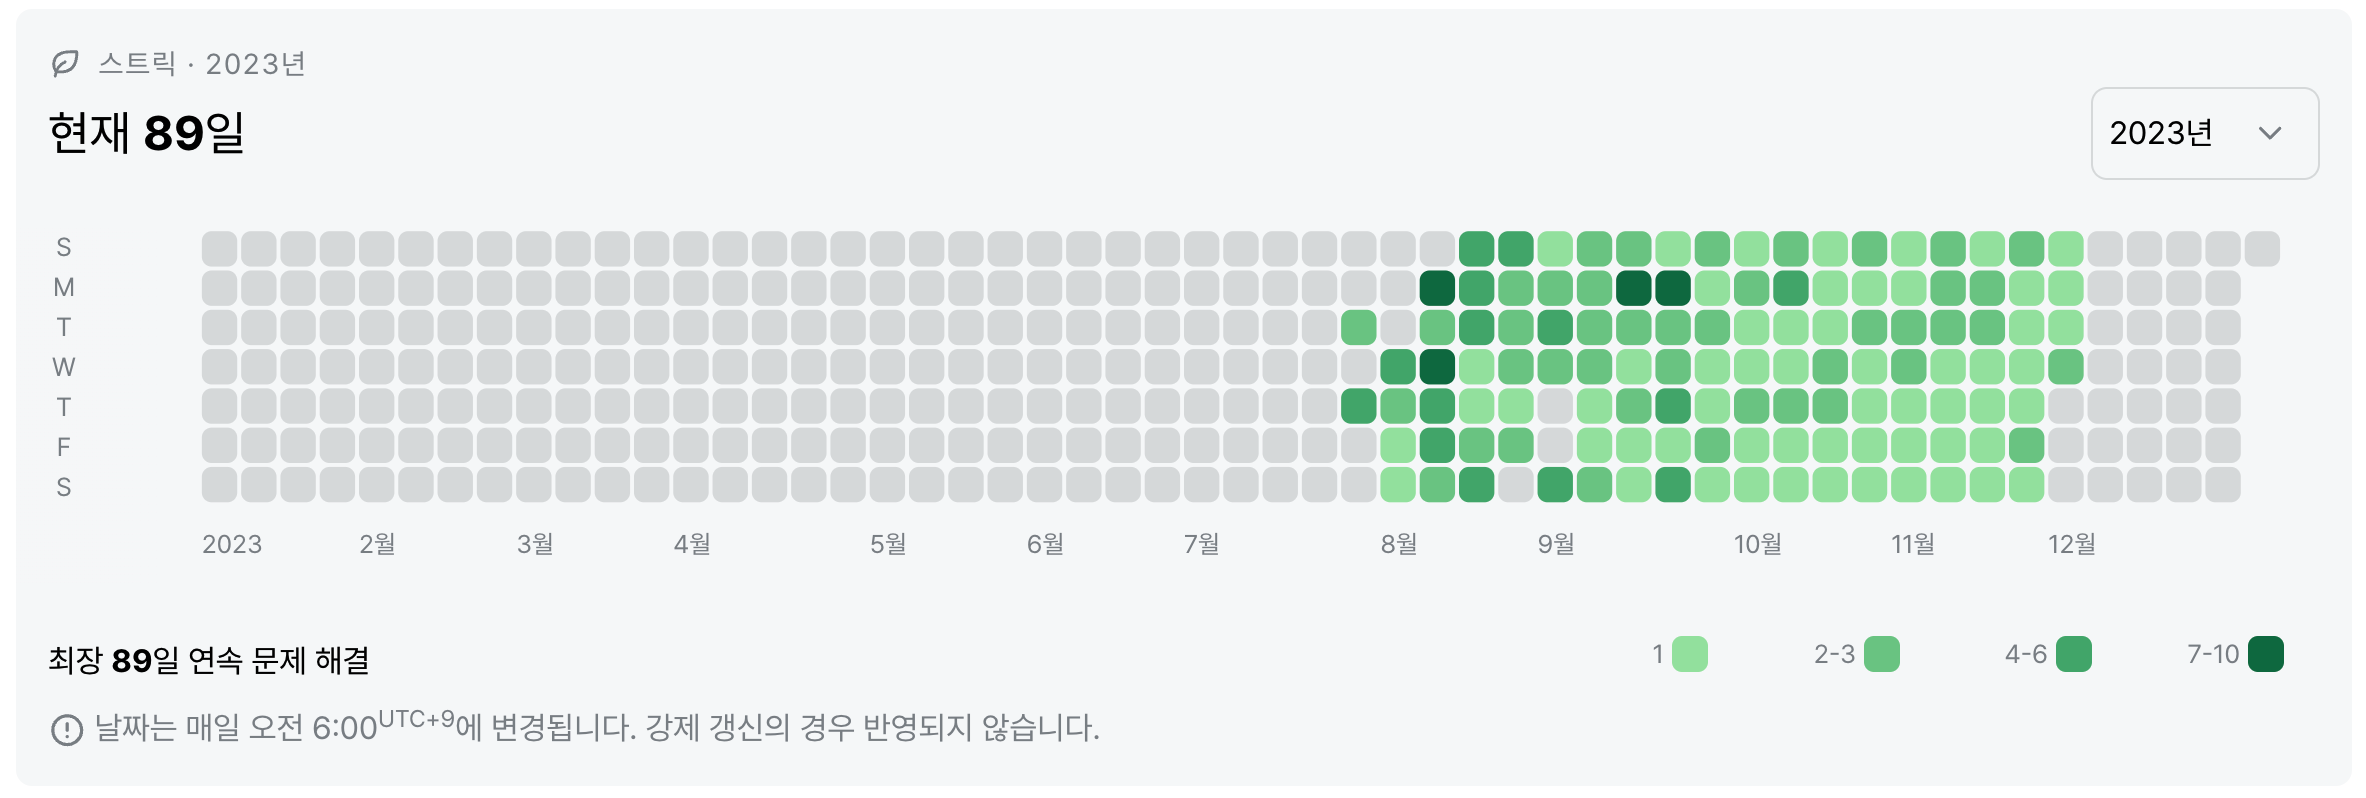 스트릭 · 2023년
현재 89일
2023년
S
M
T
W
T
F
S
2023 2월 3월 4월 5월 6월 7월 8월 9월 10월 11월 12월
최장 89일 연속 문제 해결
1 2-3 4-6 7-10
날짜는 매일 오전 6:00UTC+9에 변경됩니다. 강제 갱신의 경우 반영되지 않습니다.